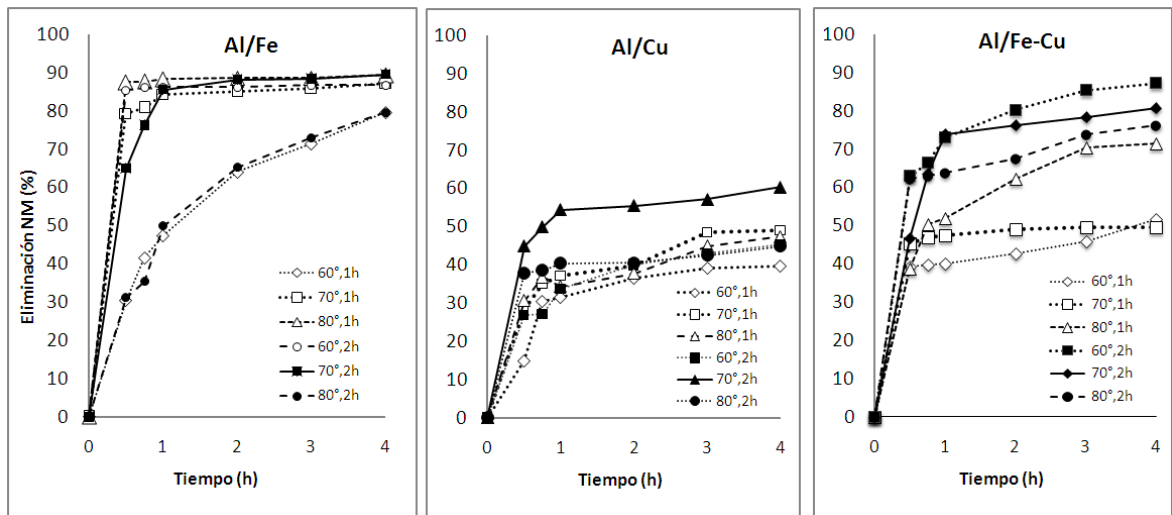 Al/Fe
Eliminación NM (%)
100
90
80
70
60
50
40
30
20
10
0
0 1 2 3 4
Tiempo (h)
60°,1h
70°,1h
80°,1h
60°,2h
70°,2h
80°,2h
Al/Cu
100
90
80
70
60
50
40
30
20
10
0
0 1 2 3 4
Tiempo (h)
60°,1h
70°,1h
80°,1h
60°,2h
70°,2h
80°,2h
Al/Fe-Cu
100
90
80
70
60
50
40
30
20
10
0
0 1 2 3 4
Tiempo (h)
60°,1h
70°,1h
80°,1h
60°,2h
70°,2h
80°,2h